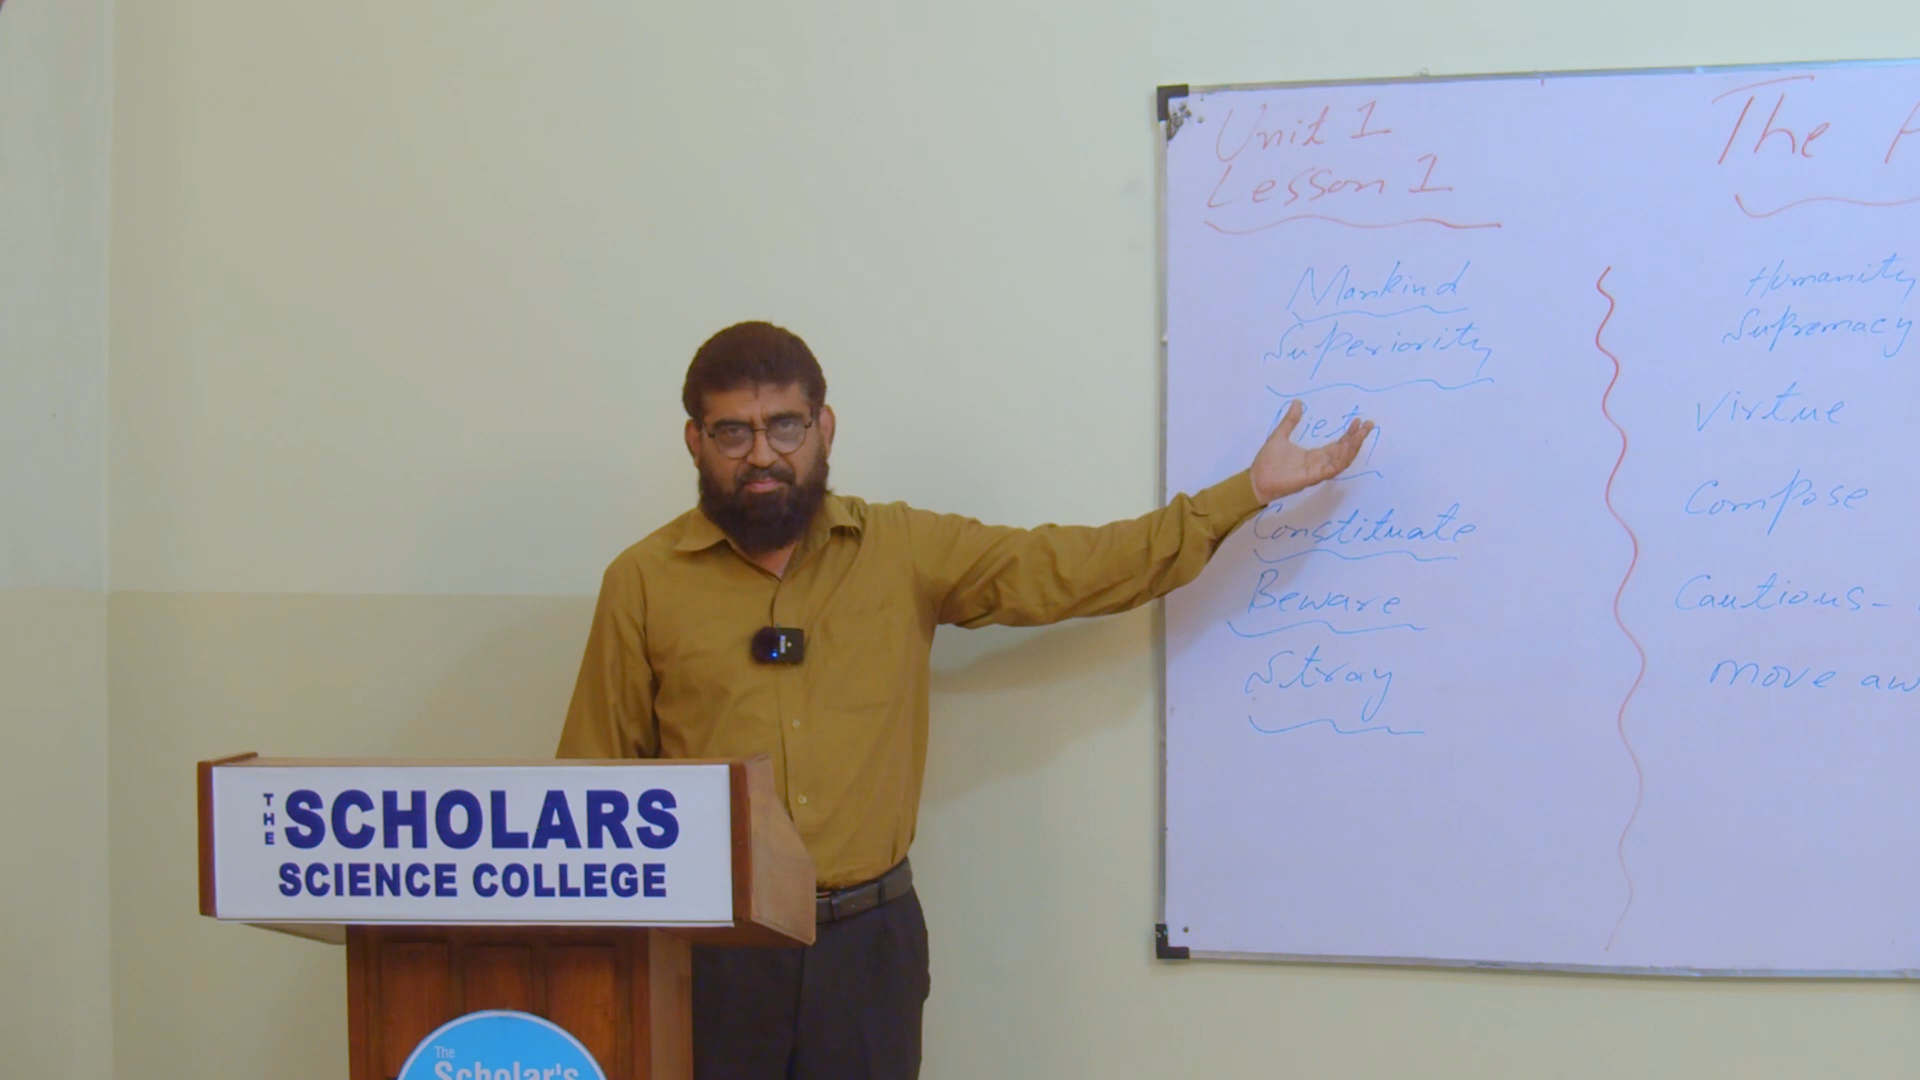 Unit 1
Lesson 1
The
Mankind
Superiority
Piety
Constituate
Beware
Stray
Humanity
Supremacy
Virtue
Compose
Cautious-
move aw
THE SCHOLARS
SCIENCE COLLEGE
The
Scholar's